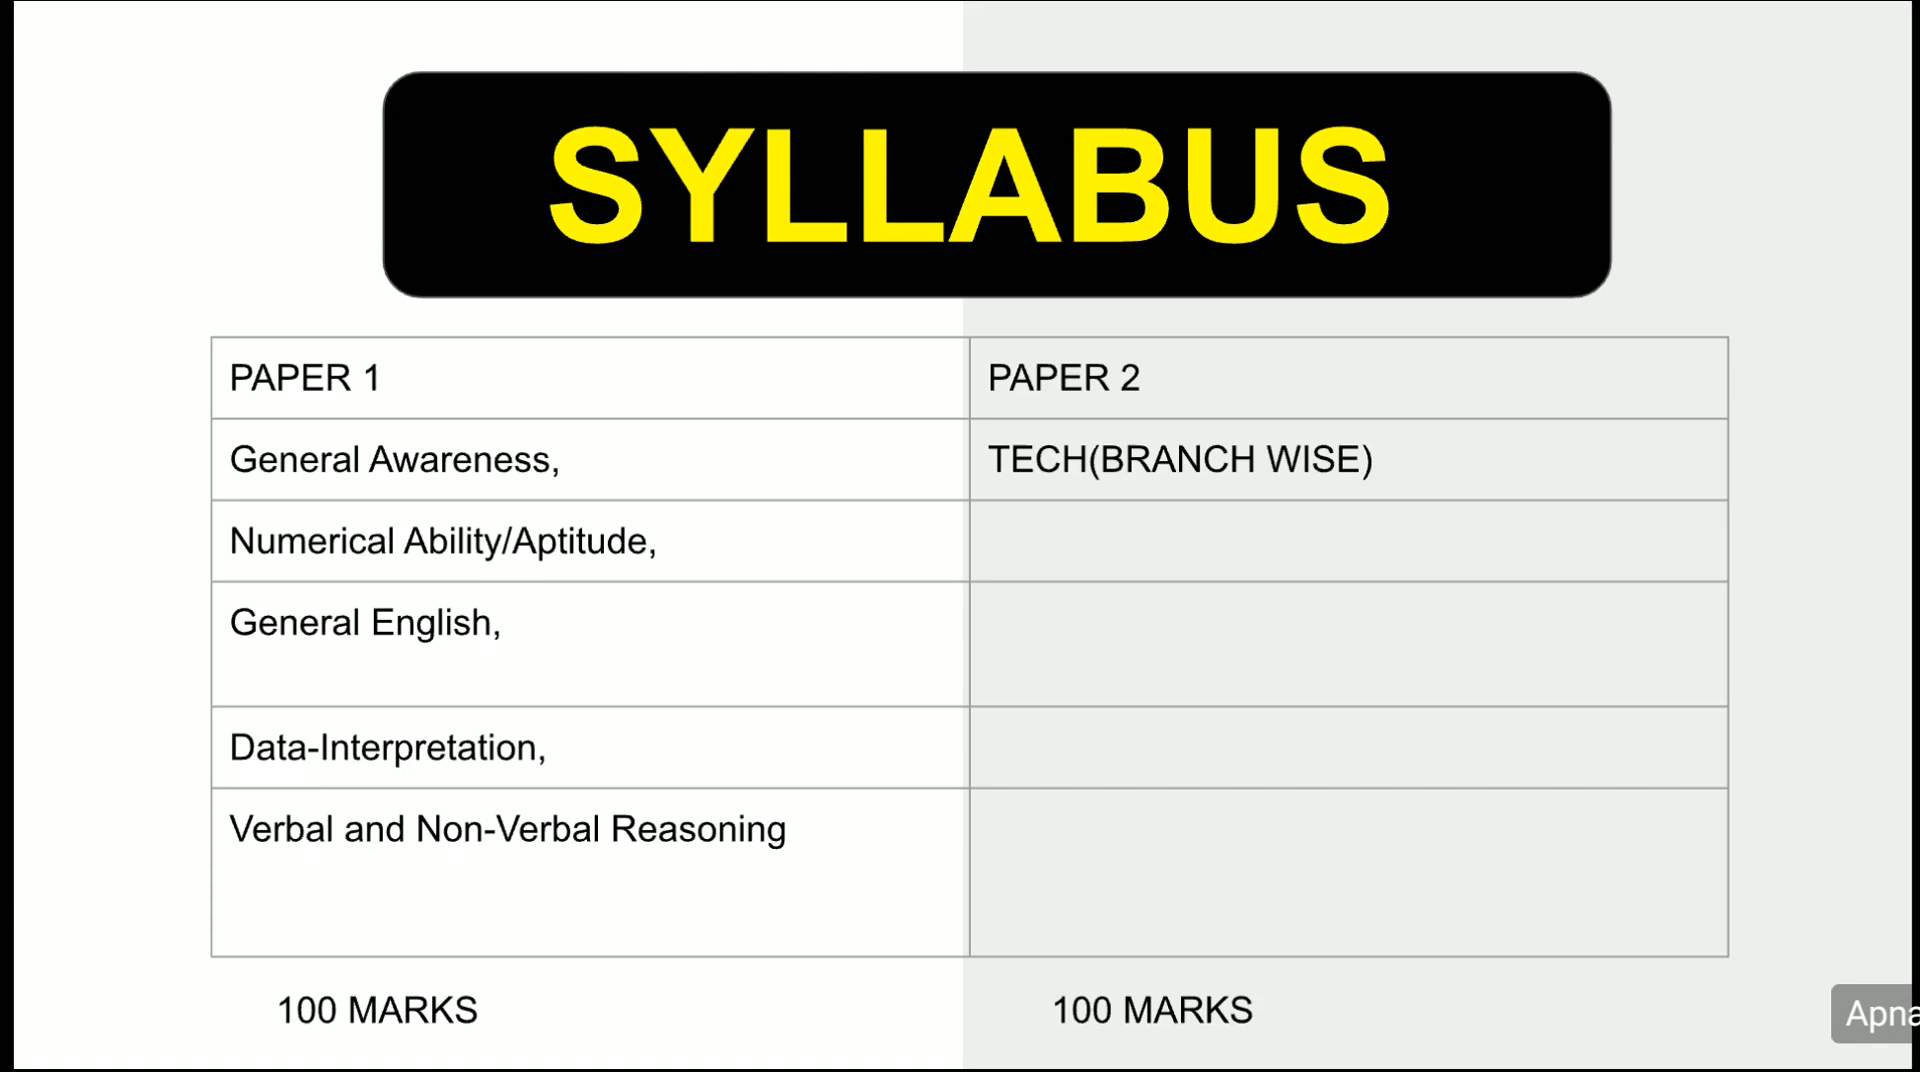 SYLLABUS
PAPER 1
PAPER 2
General Awareness,
TECH(BRANCH WISE)
Numerical Ability/Aptitude,
General English,
Data-Interpretation,
Verbal and Non-Verbal Reasoning
100 MARKS
100 MARKS
Apna